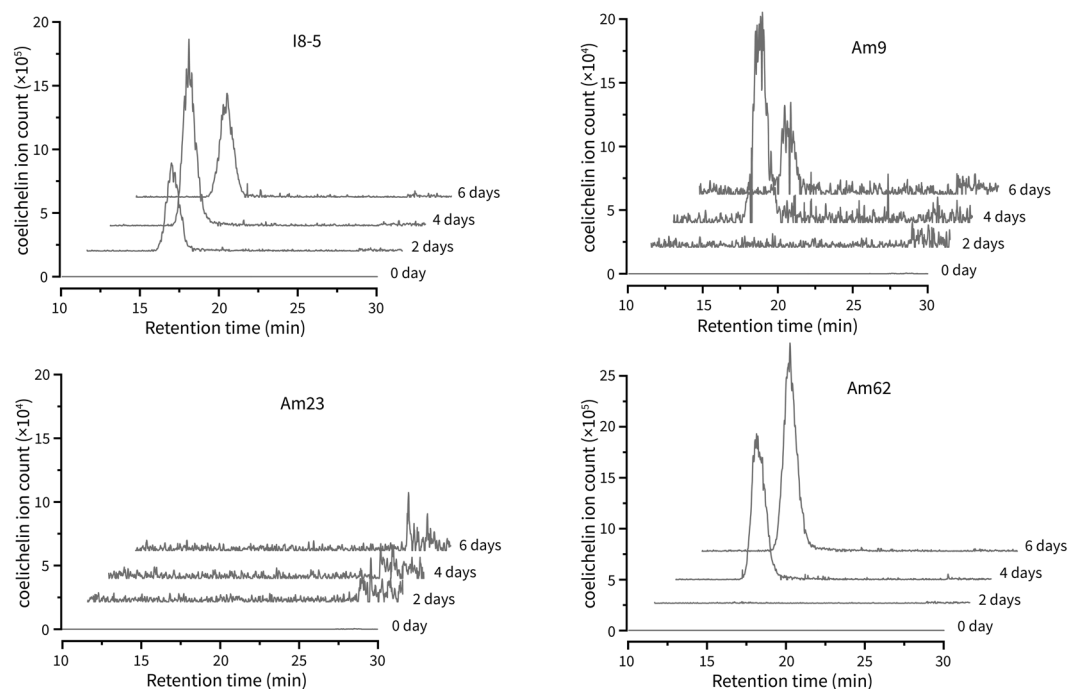 I8-5
coelichelin ion count (×10⁵)
20
15
10
5
0
6 days
4 days
2 days
0 day
10 15 20 25 30
Retention time (min)
Am9
coelichelin ion count (×10⁴)
20
15
10
5
0
6 days
4 days
2 days
0 day
10 15 20 25 30
Retention time (min)
Am23
coelichelin ion count (×10⁴)
20
15
10
5
0
6 days
4 days
2 days
0 day
10 15 20 25 30
Retention time (min)
Am62
coelichelin ion count (×10⁵)
25
20
15
10
5
0
6 days
4 days
2 days
0 day
10 15 20 25 30
Retention time (min)